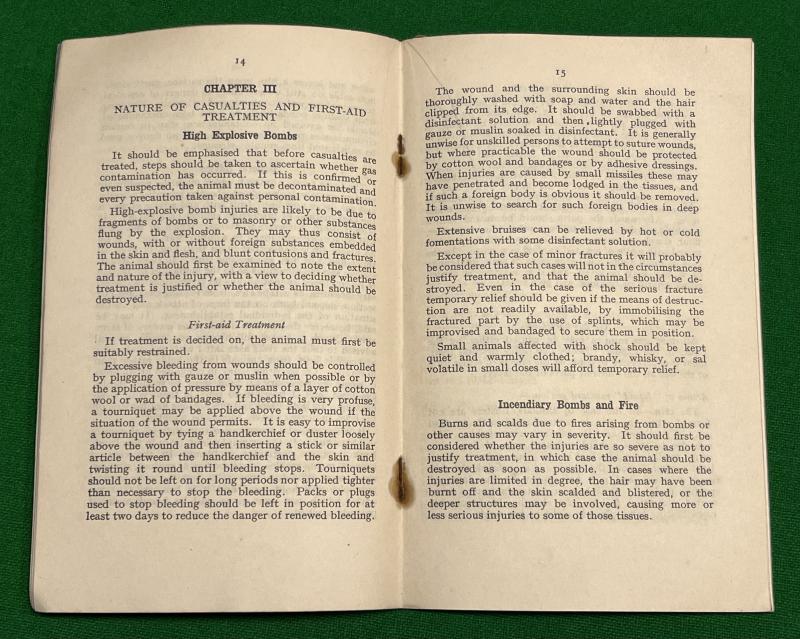 14
CHAPTER III
NATURE OF CASUALTIES AND FIRST-AID
TREATMENT
High Explosive Bombs
It should be emphasised that before casualties are
treated, steps should be taken to ascertain whether gas
contamination has occurred. If this is confirmed or
even suspected, the animal must be decontaminated and
every precaution taken against personal contamination.
High-explosive bomb injuries are likely to be due to
fragments of bombs or to masonry or other substances
flung by the explosion. They may thus consist of
wounds, with or without foreign substances embedded
in the skin and flesh, and blunt contusions and fractures.
The animal should first be examined to note the extent
and nature of the injury, with a view to deciding whether
treatment is justified or whether the animal should be
destroyed.
First-aid Treatment
If treatment is decided on, the animal must first be
suitably restrained.
Excessive bleeding from wounds should be controlled
by plugging with gauze or muslin when possible or by
the application of pressure by means of a layer of cotton
wool or wad of bandages. If bleeding is very profuse,
a tourniquet may be applied above the wound if the
situation of the wound permits. It is easy to improvise
a tourniquet by tying a handkerchief or duster loosely
above the wound and then inserting a stick or similar
article between the handkerchief and the skin and
twisting it round until bleeding stops. Tourniquets
should not be left on for long periods nor applied tighter
than necessary to stop the bleeding. Packs or plugs
used to stop bleeding should be left in position for at
least two days to reduce the danger of renewed bleeding.
15
The wound and the surrounding skin should be
thoroughly washed with soap and water and the hair
clipped from its edge. It should be swabbed with a
disinfectant solution and then lightly plugged with
gauze or muslin soaked in disinfectant. It is generally
unwise for unskilled persons to attempt to suture wounds,
but where practicable the wound should be protected
by cotton wool and bandages or by adhesive dressings.
When injuries are caused by small missiles these may
have penetrated and become lodged in the tissues, and
if such a foreign body is obvious it should be removed.
It is unwise to search for such foreign bodies in deep
wounds.
Extensive bruises can be relieved by hot or cold
fomentations with some disinfectant solution.
Except in the case of minor fractures it will probably
be considered that such cases will not in the circumstances
justify treatment, and that the animal should be de-
stroyed. Even in the case of the serious fracture
temporary relief should be given if the means of destruc-
tion are not readily available, by immobilising the
fractured part by the use of splints, which may be
improvised and bandaged to secure them in position.
Small animals affected with shock should be kept
quiet and warmly clothed; brandy, whisky, or sal
volatile in small doses will afford temporary relief.
Incendiary Bombs and Fire
Burns and scalds due to fires arising from bombs or
other causes may vary in severity. It should first be
considered whether the injuries are so severe as not to
justify treatment, in which case the animal should be
destroyed as soon as possible. In cases where the
injuries are limited in degree, the hair may have been
burnt off and the skin scalded and blistered, or the
deeper structures may be involved, causing more or
less serious injuries to some of those tissues.